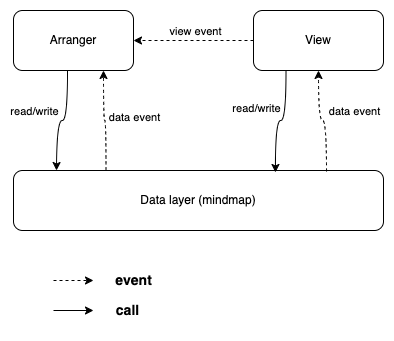 view event
Arranger
View
read/write
data event
read/write
data event
Data layer (mindmap)
event
call